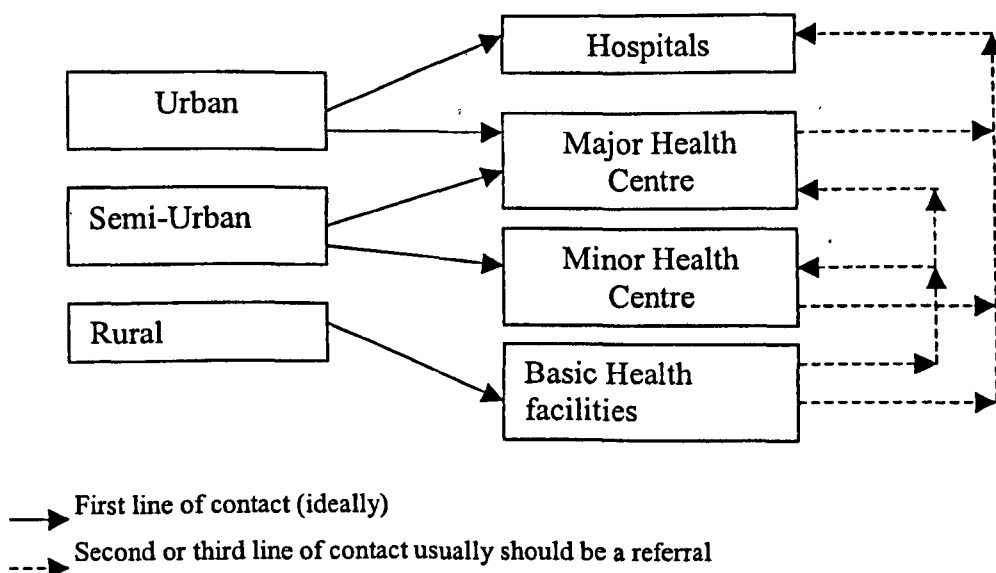 Hospitals
Urban
Major Health
Centre
Semi-Urban
Minor Health
Centre
Rural
Basic Health
facilities
First line of contact (ideally)
Second or third line of contact usually should be a referral